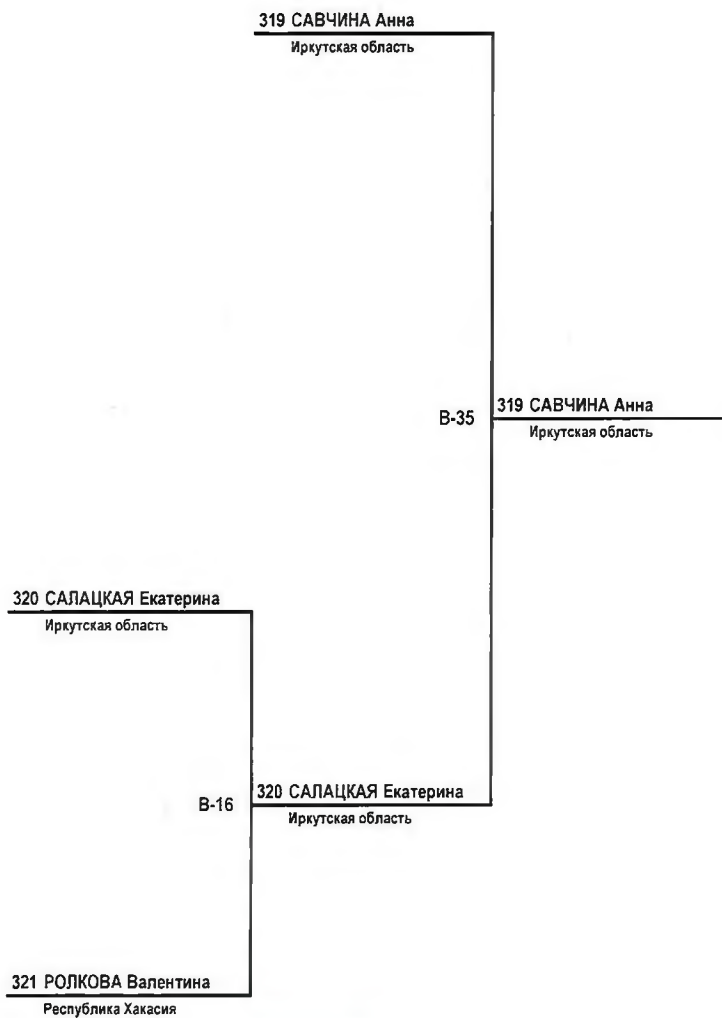 319 САВЧИНА Анна
Иркутская область
B-35
319 САВЧИНА Анна
Иркутская область
320 САЛАЦКАЯ Екатерина
Иркутская область
B-16
320 САЛАЦКАЯ Екатерина
Иркутская область
321 РОЛКОВА Валентина
Республика Хакасия